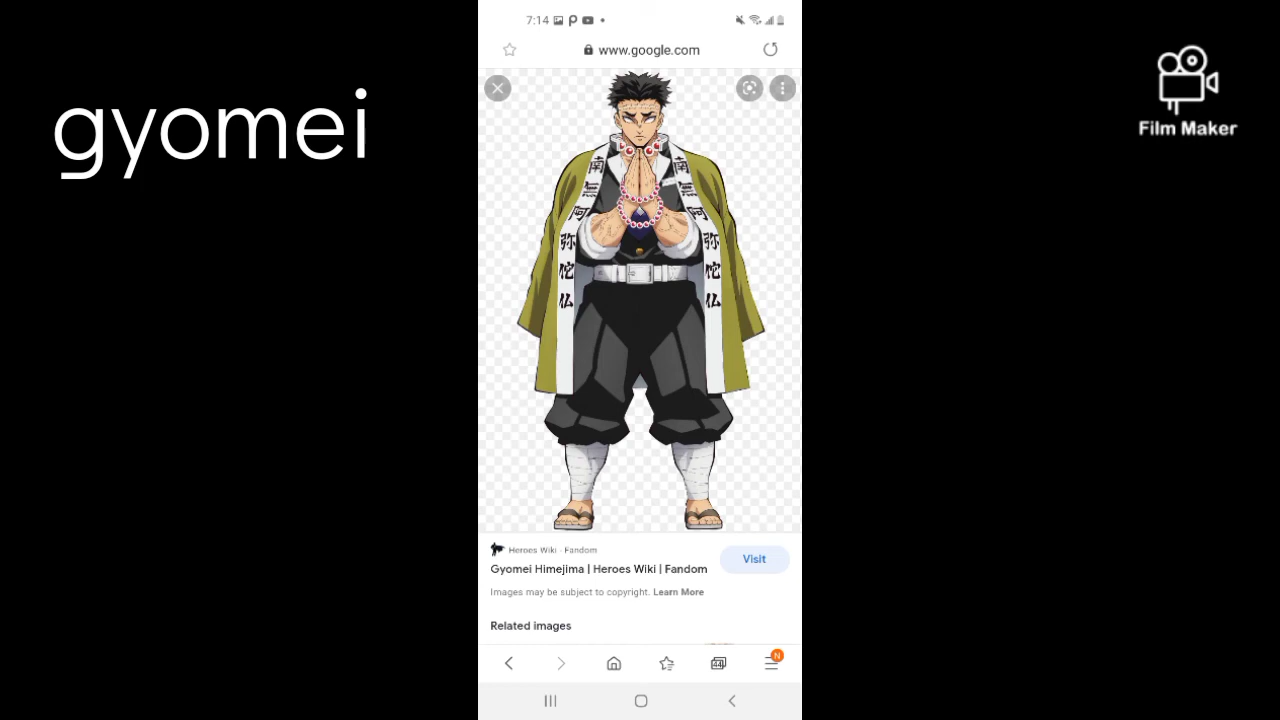 gyomei
Film Maker
7:14
www.google.com
南 南
無 無
阿 阿
弥 弥
陀 陀
仏 仏
Heroes Wiki · Fandom
Gyomei Himejima | Heroes Wiki | Fandom
Visit
Images may be subject to copyright. Learn More
Related images
44
N